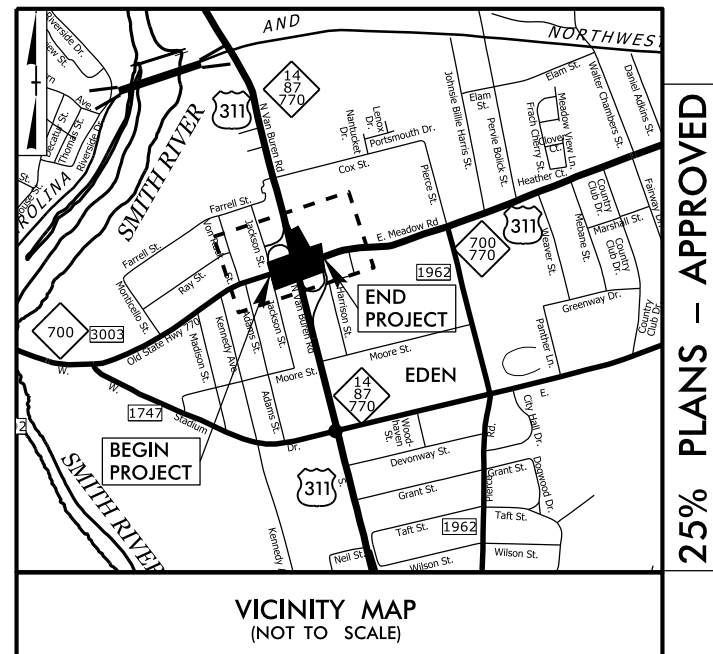 AND
NORTHWEST
Riverside Dr.
Ave.
Decatur St.
Thomas St.
Riverside Dr.
ROLINA
SMITH RIVER
14
87
770
311
N Van Buren Rd
Nantucket Dr.
Lenox Dr.
Portsmouth Dr.
Cox St.
Pierce St.
Johnsie Billie Harris St.
Elam St.
Pervie Bolick St.
Elam St.
Frach Cherry St.
Meadow View Ln.
Walter Chambers St.
Daniel Adkins St.
Heather Ct.
Farrell St.
Jackson St.
E. Meadow Rd
311
Country Club Dr.
Fairway Dr.
Marshall St.
Mebane St.
Country Club Dr.
Weaver St.
Farrell St.
Ray St.
Monticello St.
700
770
1962
Greenway Dr.
Country Club Dr.
END
PROJECT
Harrison St.
N Van Buren Rd
Jackson St.
Adams St.
Kennedy Ave
Madison St.
700
3003
Old State Hwy 770
W.
W.
1747
Stadium
Dr.
Moore St.
Moore St.
EDEN
Panther Ln.
14
87
770
Adams St.
BEGIN
PROJECT
E.
City Hall Dr.
Wood-
haven
St.
Devonway St.
Grant St.
Grant St.
Dogwood Dr.
Pierce Rd.
311
S.
SMITH RIVER
Kennedy
Taft St.
1962
Taft St.
Neil St.
Wilson St.
Wilson St.
VICINITY MAP
(NOT TO SCALE)
25% PLANS – APPROVED